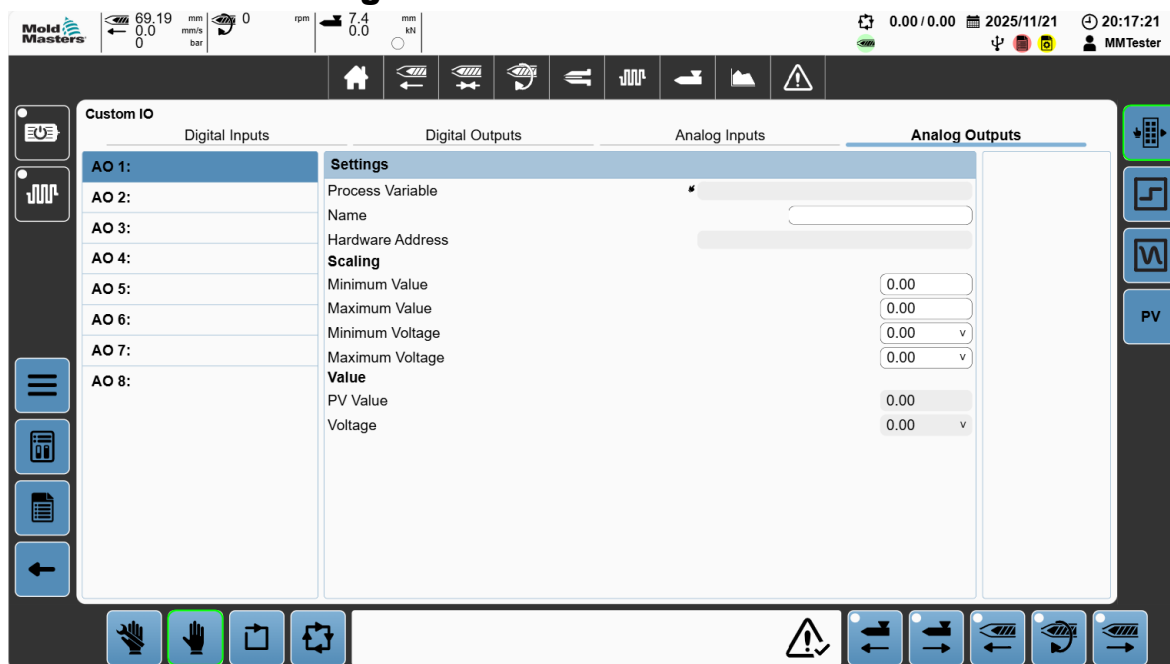 Mold Masters
69.19 mm
0.0 mm/s
0 bar
0 rpm
7.4 mm
0.0 kN
0.00 / 0.00
2025/11/21
20:17:21
MMTester
Custom IO
Digital Inputs
Digital Outputs
Analog Inputs
Analog Outputs
AO 1:
AO 2:
AO 3:
AO 4:
AO 5:
AO 6:
AO 7:
AO 8:
Settings
Process Variable
Name
Hardware Address
Scaling
Minimum Value 0.00
Maximum Value 0.00
Minimum Voltage 0.00 v
Maximum Voltage 0.00 v
Value
PV Value 0.00
Voltage 0.00 v
PV